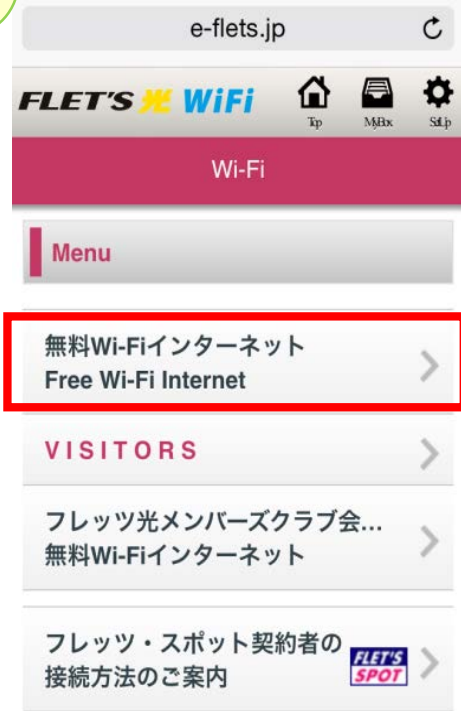 e-flets.jp
FLET'S 光 WiFi
Top MyBox SetUp
Wi-Fi
Menu
無料Wi-Fiインターネット
Free Wi-Fi Internet
VISITORS
フレッツ光メンバーズクラブ会...
無料Wi-Fiインターネット
フレッツ・スポット契約者の
接続方法のご案内
FLET'S
SPOT